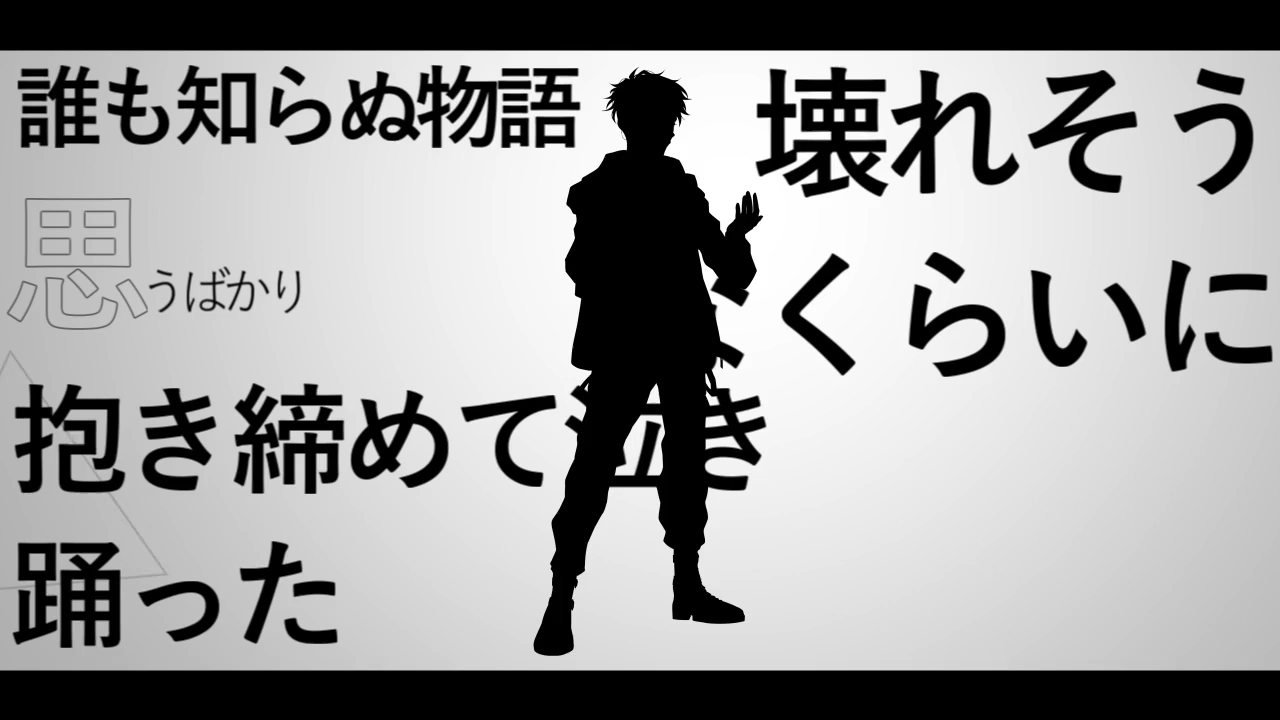 誰も知らぬ物語
思うばかり
壊れそう
なくらいに
抱き締めて泣き
踊った